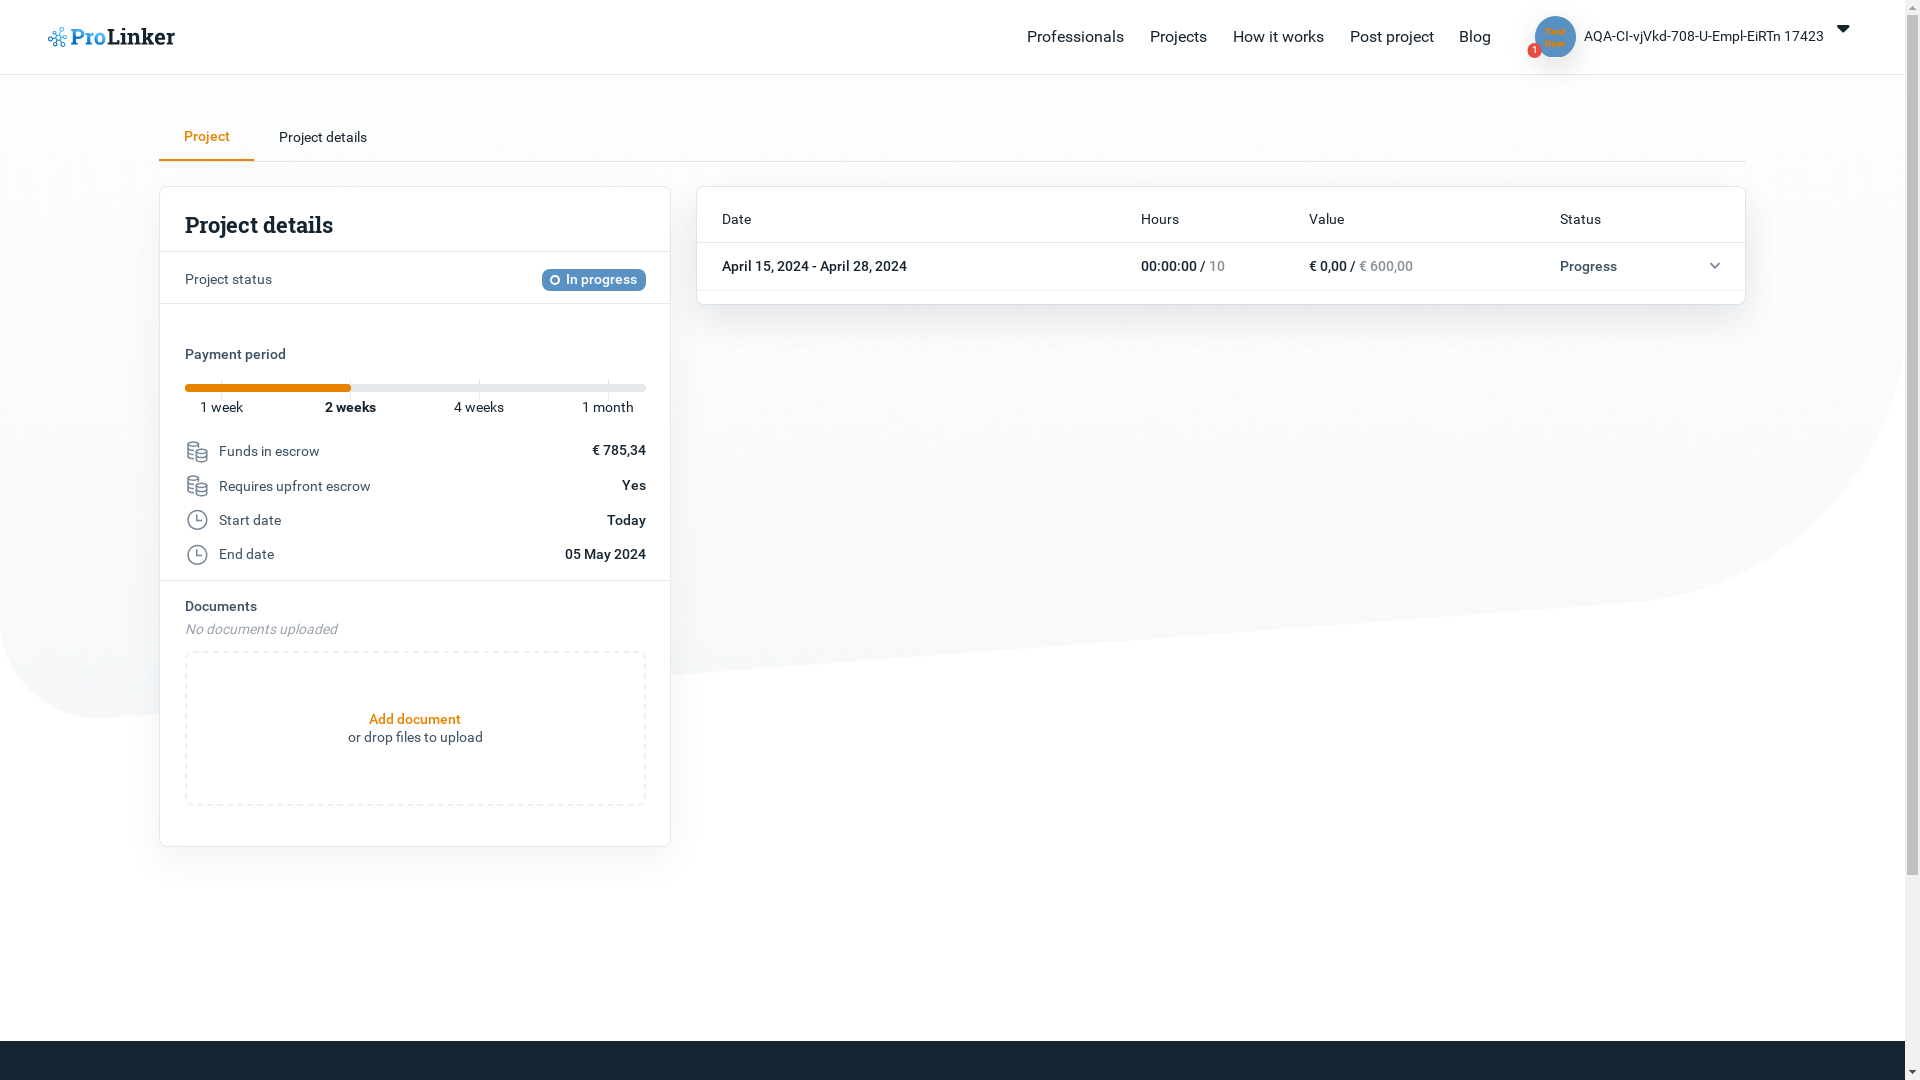 ProLinker
Professionals
Projects
How it works
Post project
Blog
Test
User
1
AQA-CI-vjVkd-708-U-Empl-EiRTn 17423
Project
Project details
Project details
Project status
In progress
Payment period
1 week
2 weeks
4 weeks
1 month
Funds in escrow
€ 785,34
Requires upfront escrow
Yes
Start date
Today
End date
05 May 2024
Documents
No documents uploaded
Add document
or drop files to upload
Date Hours Value Status
April 15, 2024 - April 28, 2024 00:00:00 / 10 € 0,00 / € 600,00 Progress